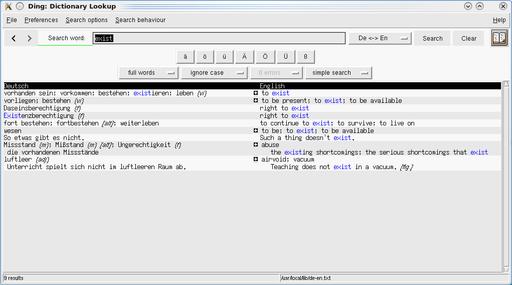 Ding: Dictionary Lookup
File Preferences Search options Search behaviour Help
Search word: exist De <-> En Search Clear
ä ö ü Ä Ö Ü ß
full words ignore case 0 errors simple search
Deutsch English
vorhanden sein; vorkommen; bestehen; existieren; leben {v} to exist
vorliegen; bestehen {v} to be present; to exist; to be available
Daseinsberechtigung {f} right to exist
Existenzberechtigung {f} right to exist
fort bestehen; fortbestehen [alt]; weiterleben to continue to exist; to survive; to live on
wesen to be; to exist; to be available
So etwas gibt es nicht. Such a thing doesn't exist.
Missstand {m}; Mißstand {m} [alt]; Ungerechtigkeit {f} abuse
die vorhandenen Missstände the existing shortcomings; the serious shortcomings that exist
luftleer {adj} airvoid; vacuum
Unterricht spielt sich nicht im luftleeren Raum ab. Teaching does not exist in a vacuum. [fig.]
9 results /usr/local/lib/de-en.txt